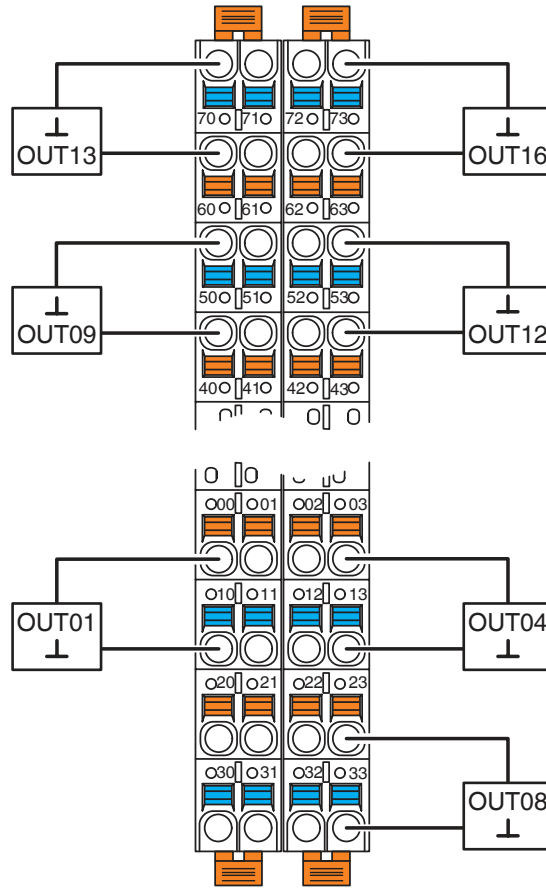 70 71 72 73
⊥ ⊥
OUT13 OUT16
60 61 62 63
50 51 52 53
⊥ ⊥
OUT09 OUT12
40 41 42 43
00 01 02 03
10 11 12 13
OUT01 OUT04
⊥ ⊥
20 21 22 23
30 31 32 33
OUT08
⊥